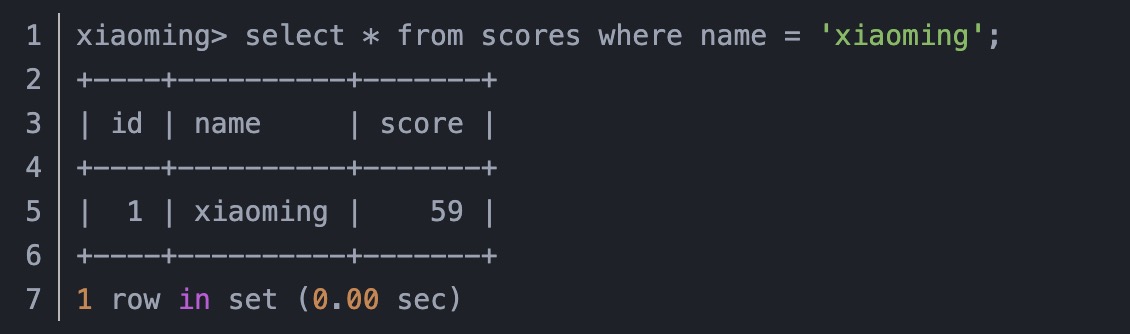 1 xiaoming> select * from scores where name = 'xiaoming';
2 +----+----------+-------+
3 | id | name     | score |
4 +----+----------+-------+
5 |  1 | xiaoming |    59 |
6 +----+----------+-------+
7 1 row in set (0.00 sec)